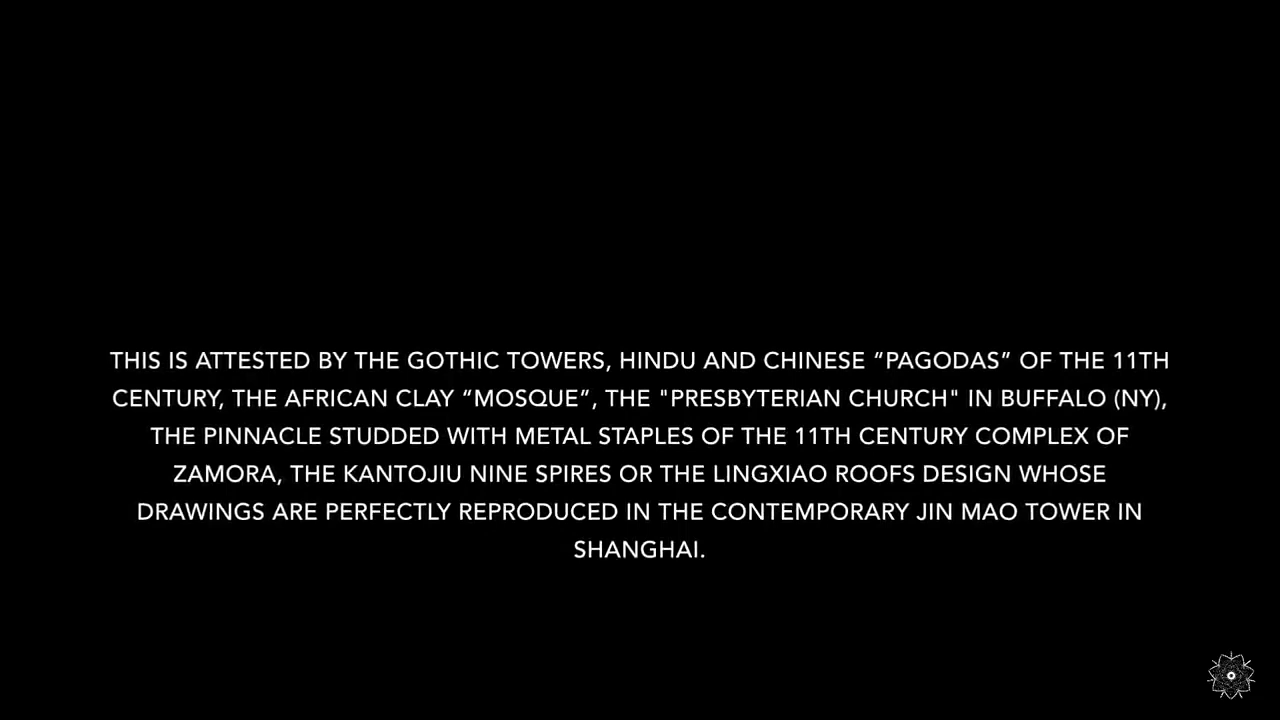 THIS IS ATTESTED BY THE GOTHIC TOWERS, HINDU AND CHINESE “PAGODAS” OF THE 11TH
CENTURY, THE AFRICAN CLAY “MOSQUE”, THE "PRESBYTERIAN CHURCH" IN BUFFALO (NY),
THE PINNACLE STUDDED WITH METAL STAPLES OF THE 11TH CENTURY COMPLEX OF
ZAMORA, THE KANTOJIU NINE SPIRES OR THE LINGXIAO ROOFS DESIGN WHOSE
DRAWINGS ARE PERFECTLY REPRODUCED IN THE CONTEMPORARY JIN MAO TOWER IN
SHANGHAI.